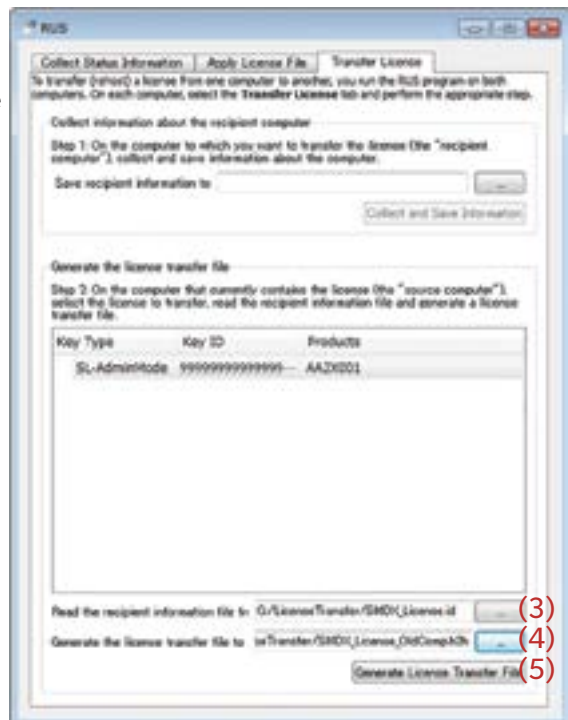 RUS
Collect Status Information Apply License File Transfer License
To transfer (rehost) a license from one computer to another, you run the RUS program on both
computers. On each computer, select the Transfer License tab and perform the appropriate step.
Collect information about the recipient computer
Step 1: On the computer to which you want to transfer the license (the "recipient
computer"), collect and save information about the computer.
Save recipient information to ...
Collect and Save Information
Generate the license transfer file
Step 2: On the computer that currently contains the license (the "source computer"),
select the license to transfer, read the recipient information file and generate a license
transfer file.
Key Type Key ID Products
SL-AdminMode 99999999999999...
Read the recipient information file fr G:/LicenseTransfer/SIMDX_License.id ... (3)
Generate the license transfer file to ... (4)
Generate License Transfer File (5)